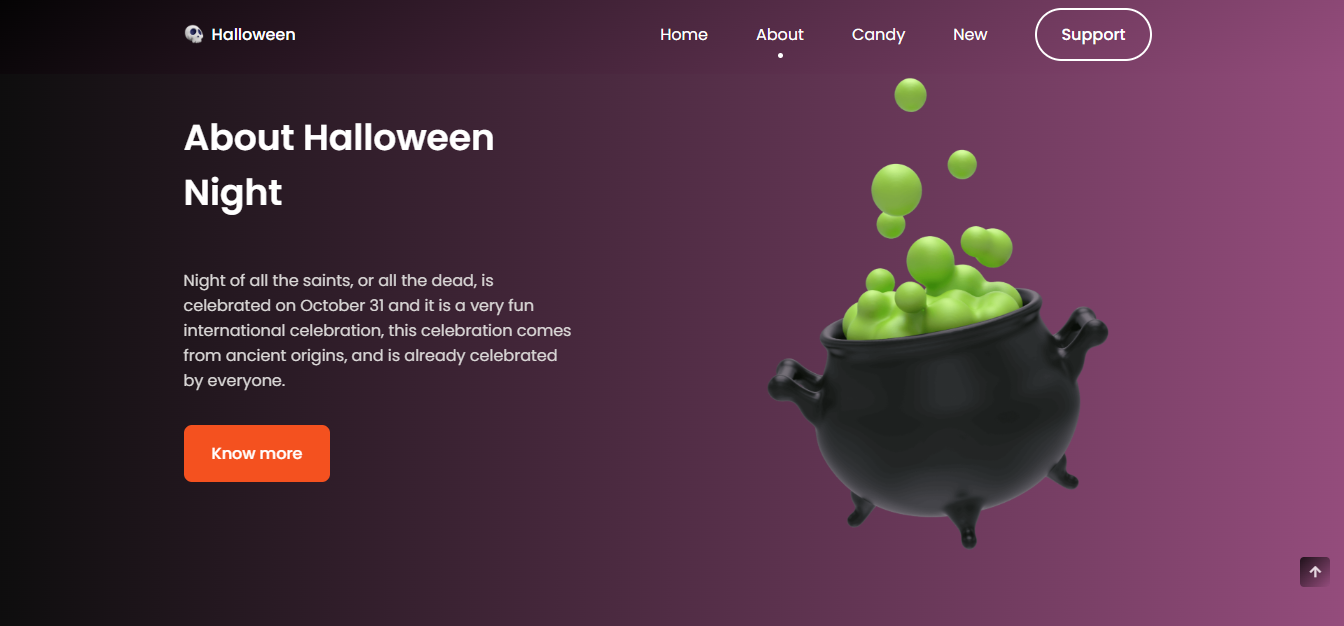 Halloween
Home
About
Candy
New
Support
About Halloween
Night
Night of all the saints, or all the dead, is
celebrated on October 31 and it is a very fun
international celebration, this celebration comes
from ancient origins, and is already celebrated
by everyone.
Know more